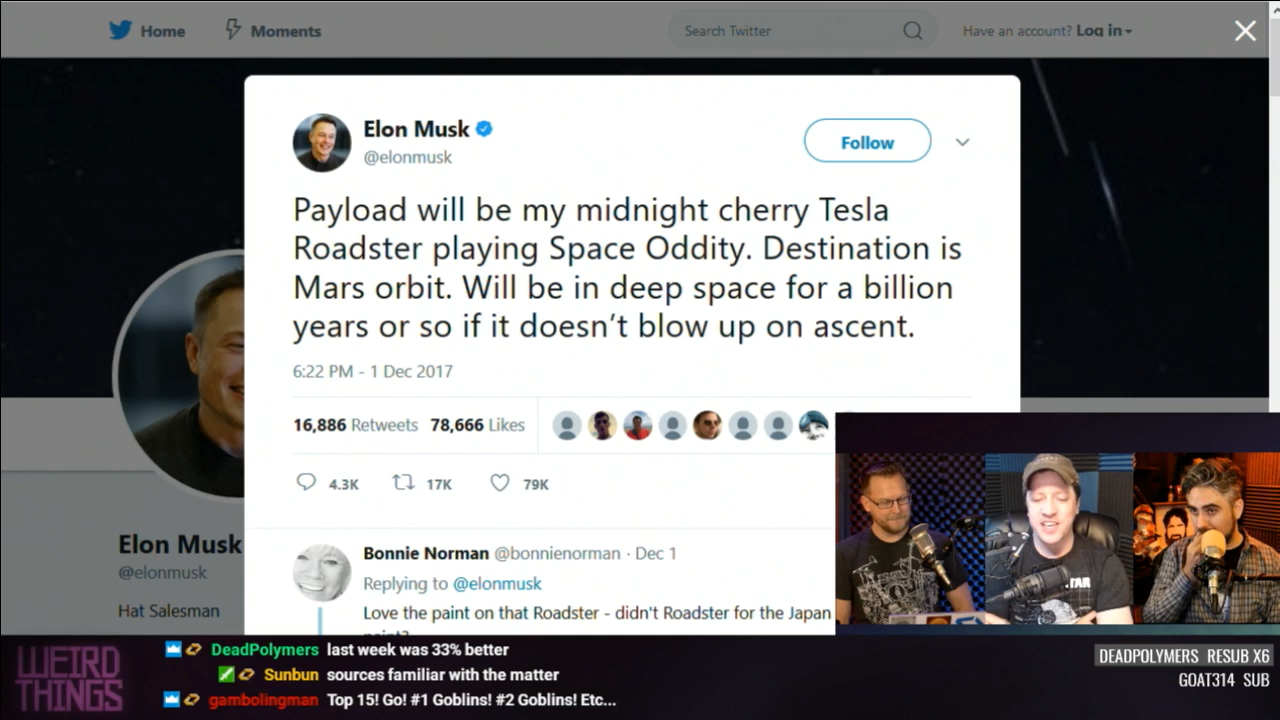 Home
Moments
Search Twitter
Have an account? Log in
Elon Musk
@elonmusk
Follow
Payload will be my midnight cherry Tesla
Roadster playing Space Oddity. Destination is
Mars orbit. Will be in deep space for a billion
years or so if it doesn't blow up on ascent.
6:22 PM - 1 Dec 2017
16,886 Retweets 78,666 Likes
4.3K 17K 79K
Bonnie Norman @bonnienorman · Dec 1
Replying to @elonmusk
Love the paint on that Roadster - didn't Roadster for the Japan
Elon Musk
@elonmusk
Hat Salesman
WEIRD
THINGS
DeadPolymers last week was 33% better
Sunbun sources familiar with the matter
gambolingman Top 15! Go! #1 Goblins! #2 Goblins! Etc...
DEADPOLYMERS RESUB X6
GOAT314 SUB